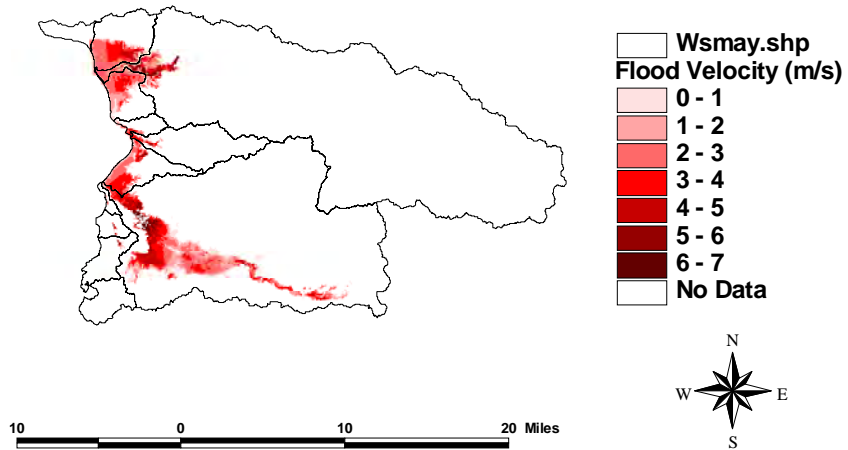 Wsmay.shp
Flood Velocity (m/s)
0 - 1
1 - 2
2 - 3
3 - 4
4 - 5
5 - 6
6 - 7
No Data
N
W E
S
10 0 10 20 Miles